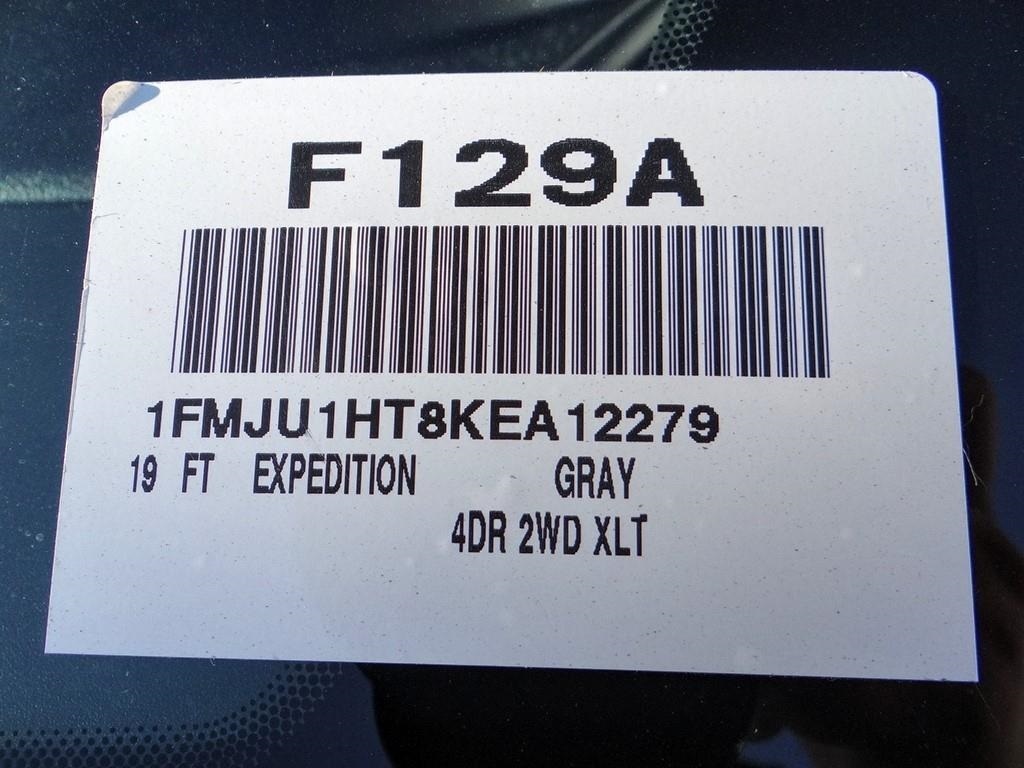 F129A
1FMJU1HT8KEA12279
19 FT EXPEDITION GRAY
4DR 2WD XLT